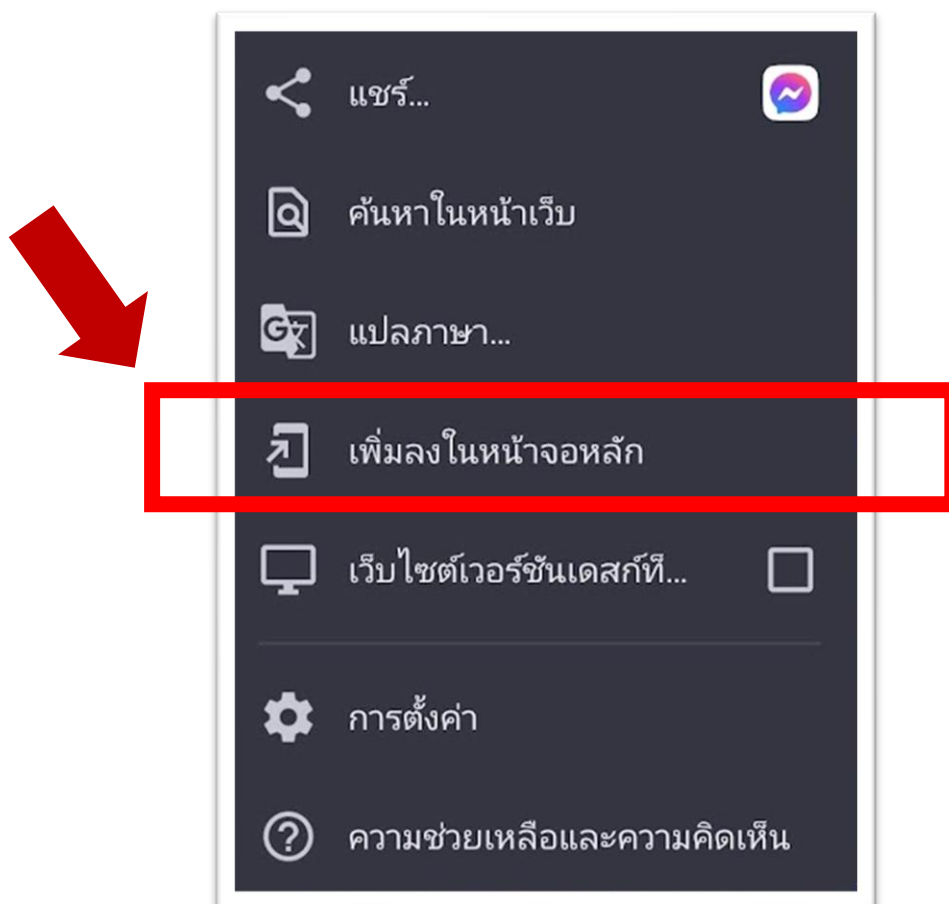 แชร์...
ค้นหาในหน้าเว็บ
แปลภาษา...
เพิ่มลงในหน้าจอหลัก
เว็บไซต์เวอร์ชันเดสก์ท็...
การตั้งค่า
ความช่วยเหลือและความคิดเห็น